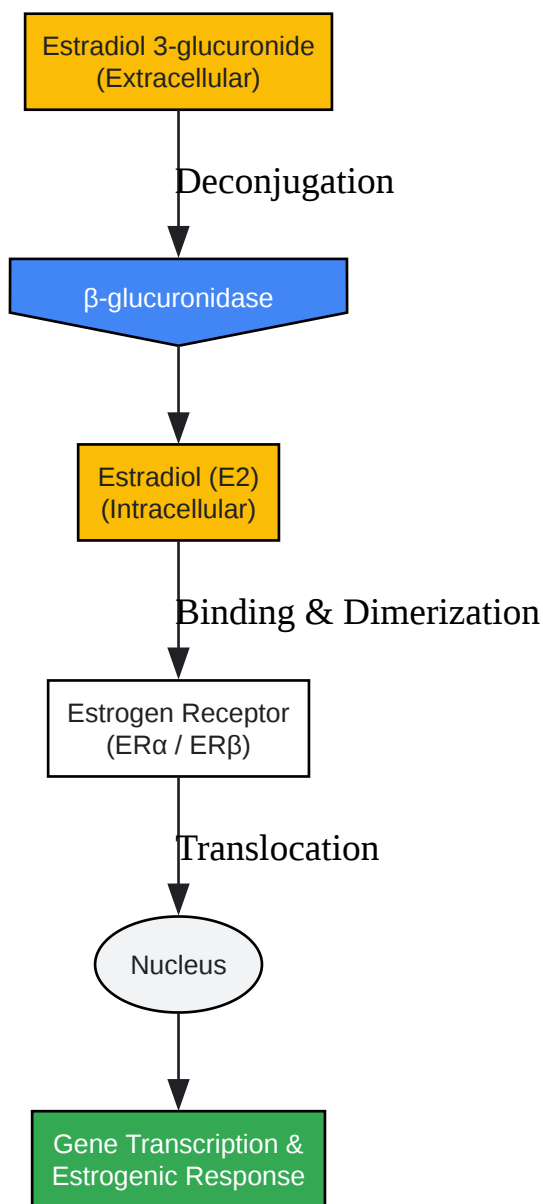 Estradiol 3-glucuronide
(Extracellular)
Deconjugation
β-glucuronidase
Estradiol (E2)
(Intracellular)
Binding & Dimerization
Estrogen Receptor
(ERα / ERβ)
Translocation
Nucleus
Gene Transcription &
Estrogenic Response